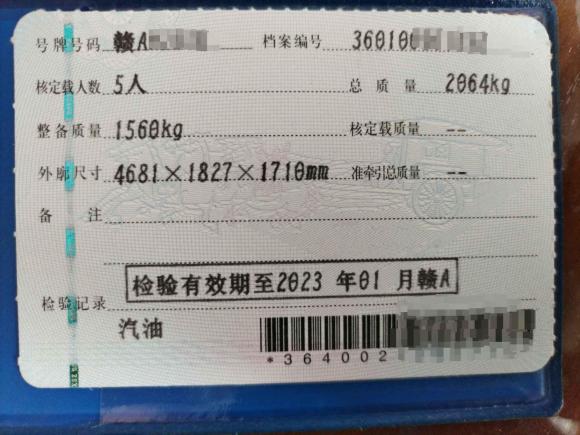 号牌号码 赣A 档案编号 360100
核定载人数 5人 总质量 2064kg
整备质量 1560kg 核定载质量 --
外廓尺寸 4681×1827×1710mm 准牵引总质量 --
备注
检验有效期至2023 年01 月赣A
检验记录
汽油
*364002